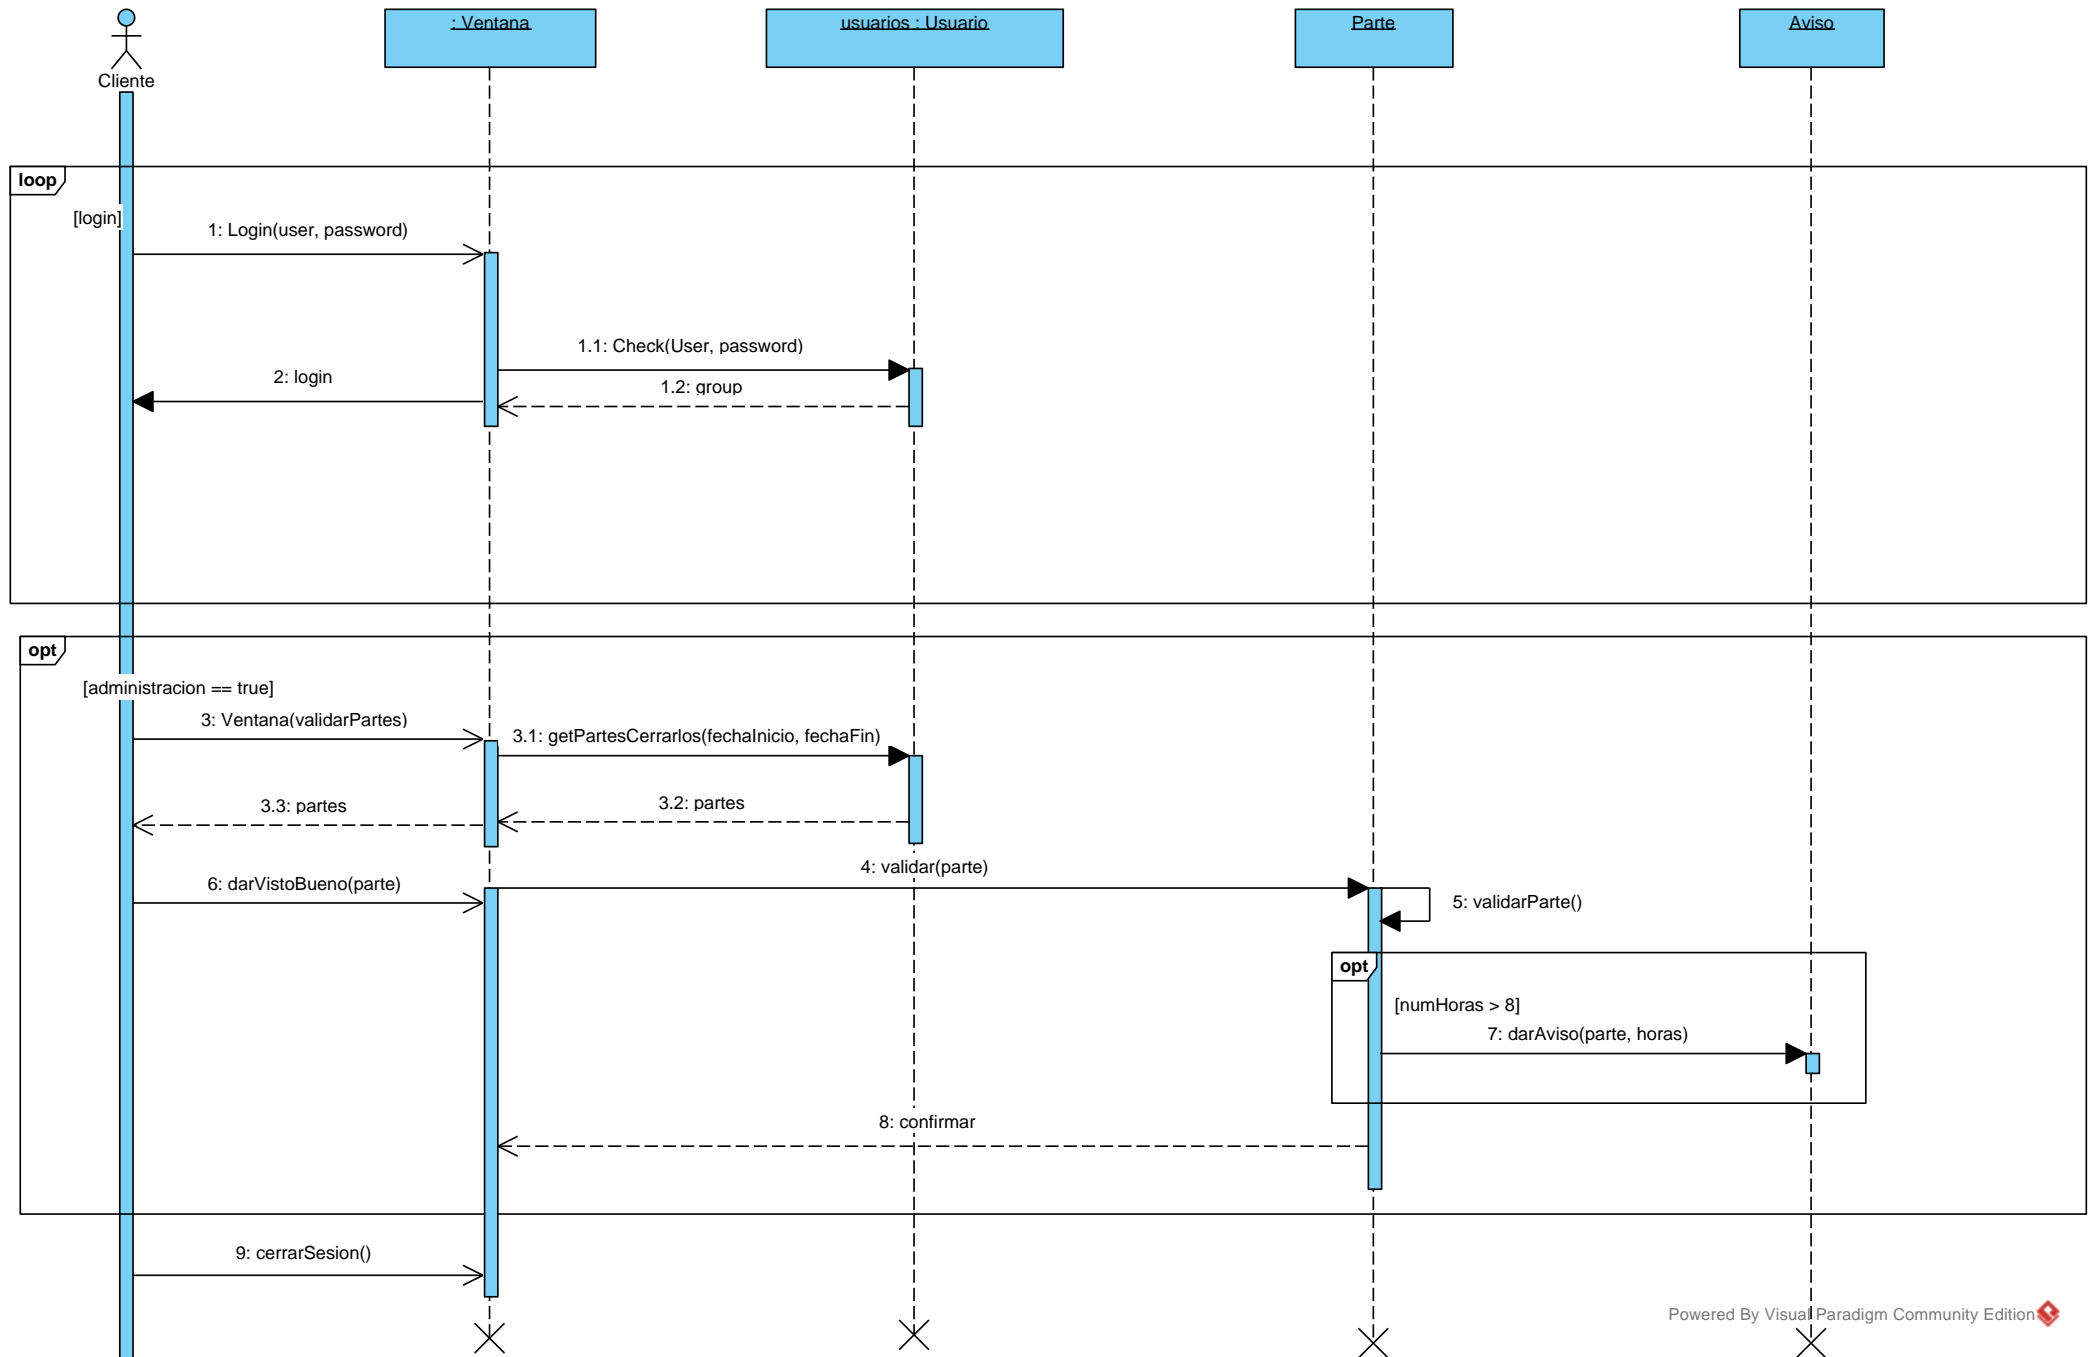 Cliente
: Ventana
usuarios : Usuario
Parte
Aviso
loop
[login]
1: Login(user, password)
1.1: Check(User, password)
2: login
1.2: group
opt
[administracion == true]
3: Ventana(validarPartes)
3.1: getPartesCerrarlos(fechaInicio, fechaFin)
3.3: partes
3.2: partes
4: validar(parte)
6: darVistoBueno(parte)
5: validarParte()
opt
[numHoras > 8]
7: darAviso(parte, horas)
8: confirmar
9: cerrarSesion()
Powered By Visual Paradigm Community Edition